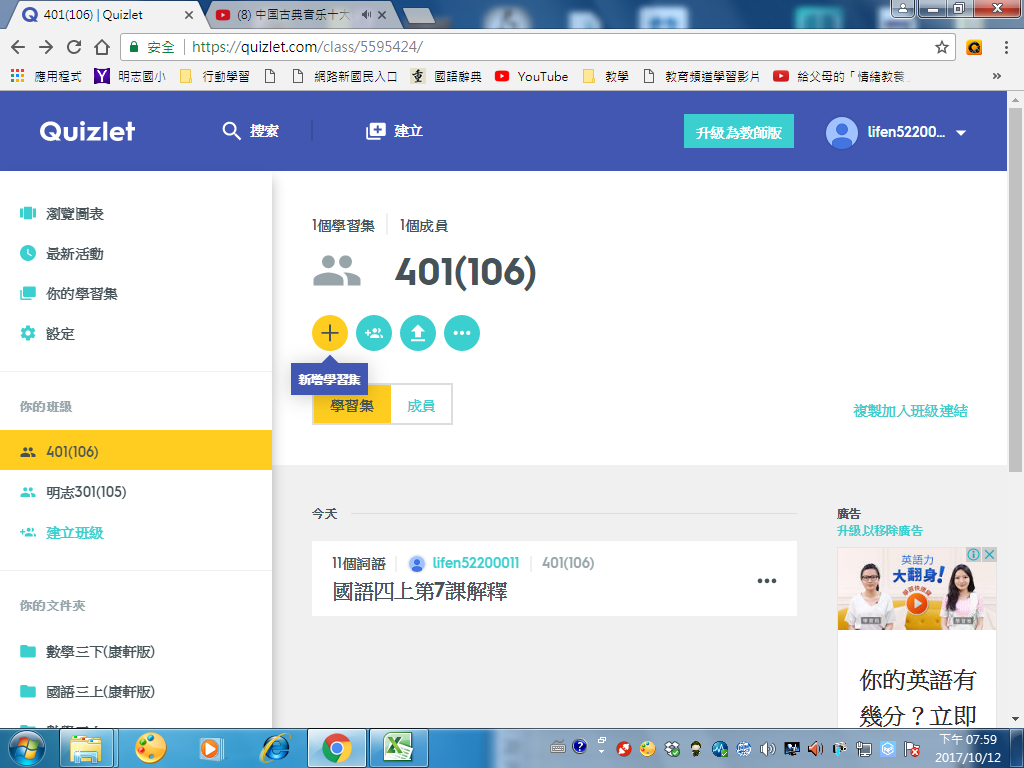 401(106) | Quizlet
(8) 中国古典音乐十大
安全 | https://quizlet.com/class/5595424/
應用程式 明志國小 行動學習 網路新國民入口 國語辭典 YouTube 教學 教育頻道學習影片 給父母的「情緒教養
Quizlet 搜索 建立 升級為教師版 lifen52200...
瀏覽圖表
最新活動
你的學習集
設定
你的班級
401(106)
明志301(105)
建立班級
你的文件夾
數學三下(康軒版)
國語三上(康軒版)
1個學習集 1個成員
401(106)
新增學習集
學習集 成員
複製加入班級連結
今天
11個詞語 lifen52200011 401(106)
國語四上第7課解釋
廣告
升級以移除廣告
英語力
大翻身!
你的英語有
幾分？立即
下午 07:59
2017/10/12